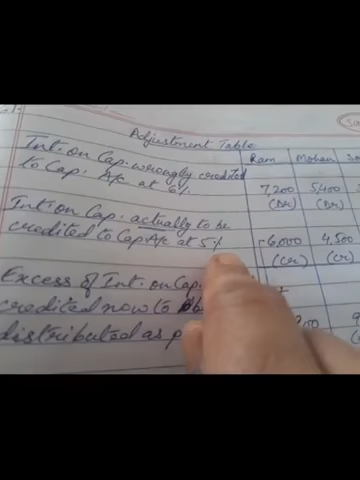 Adjustment Table
Ram Mohan
Int. on Cap. wrongly credited
to Cap. A/c at 6%
7,200 5,400
(Dr) (Dr)
Int. on Cap. actually to be
credited to Cap A/c at 5%
6,000 4,500
(Cr) (Cr)
Excess of Int. on Cap.
credited now to be
distributed as